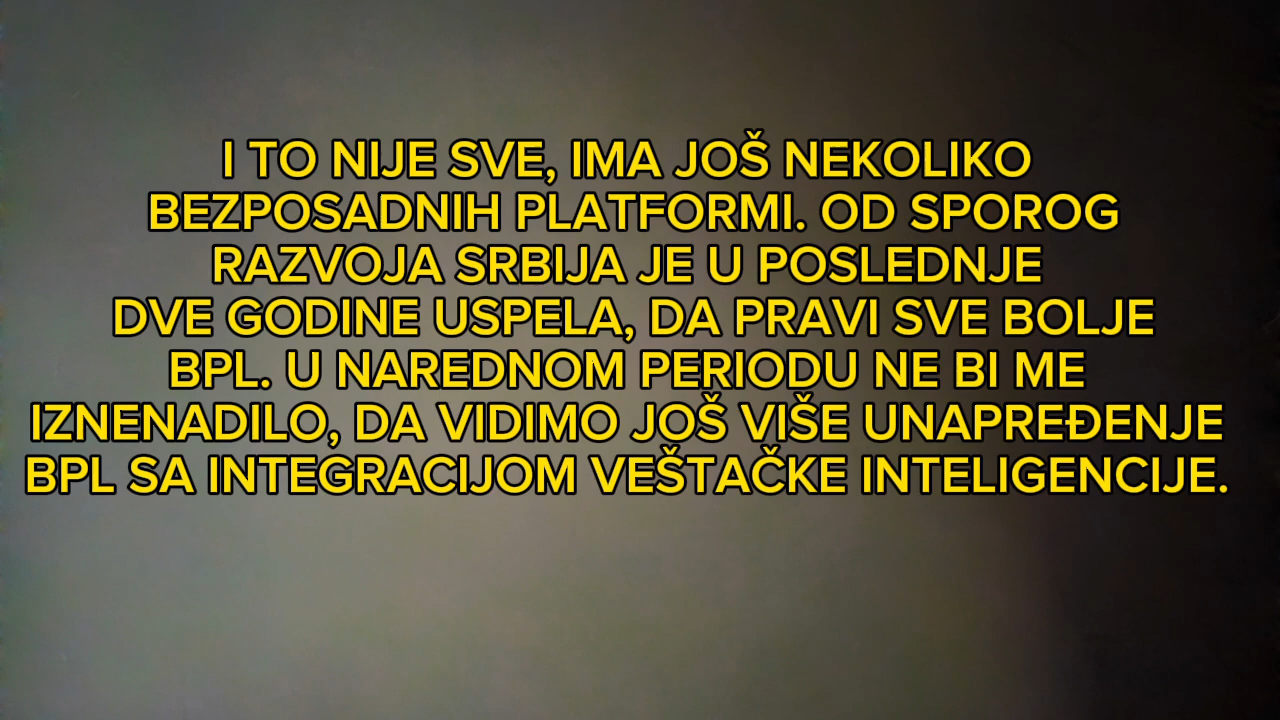 I TO NIJE SVE, IMA JOŠ NEKOLIKO
BEZPOSADNIH PLATFORMI. OD SPOROG
RAZVOJA SRBIJA JE U POSLEDNJE
DVE GODINE USPELA, DA PRAVI SVE BOLJE
BPL. U NAREDNOM PERIODU NE BI ME
IZNENADILO, DA VIDIMO JOŠ VIŠE UNAPREĐENJE
BPL SA INTEGRACIJOM VEŠTAČKE INTELIGENCIJE.